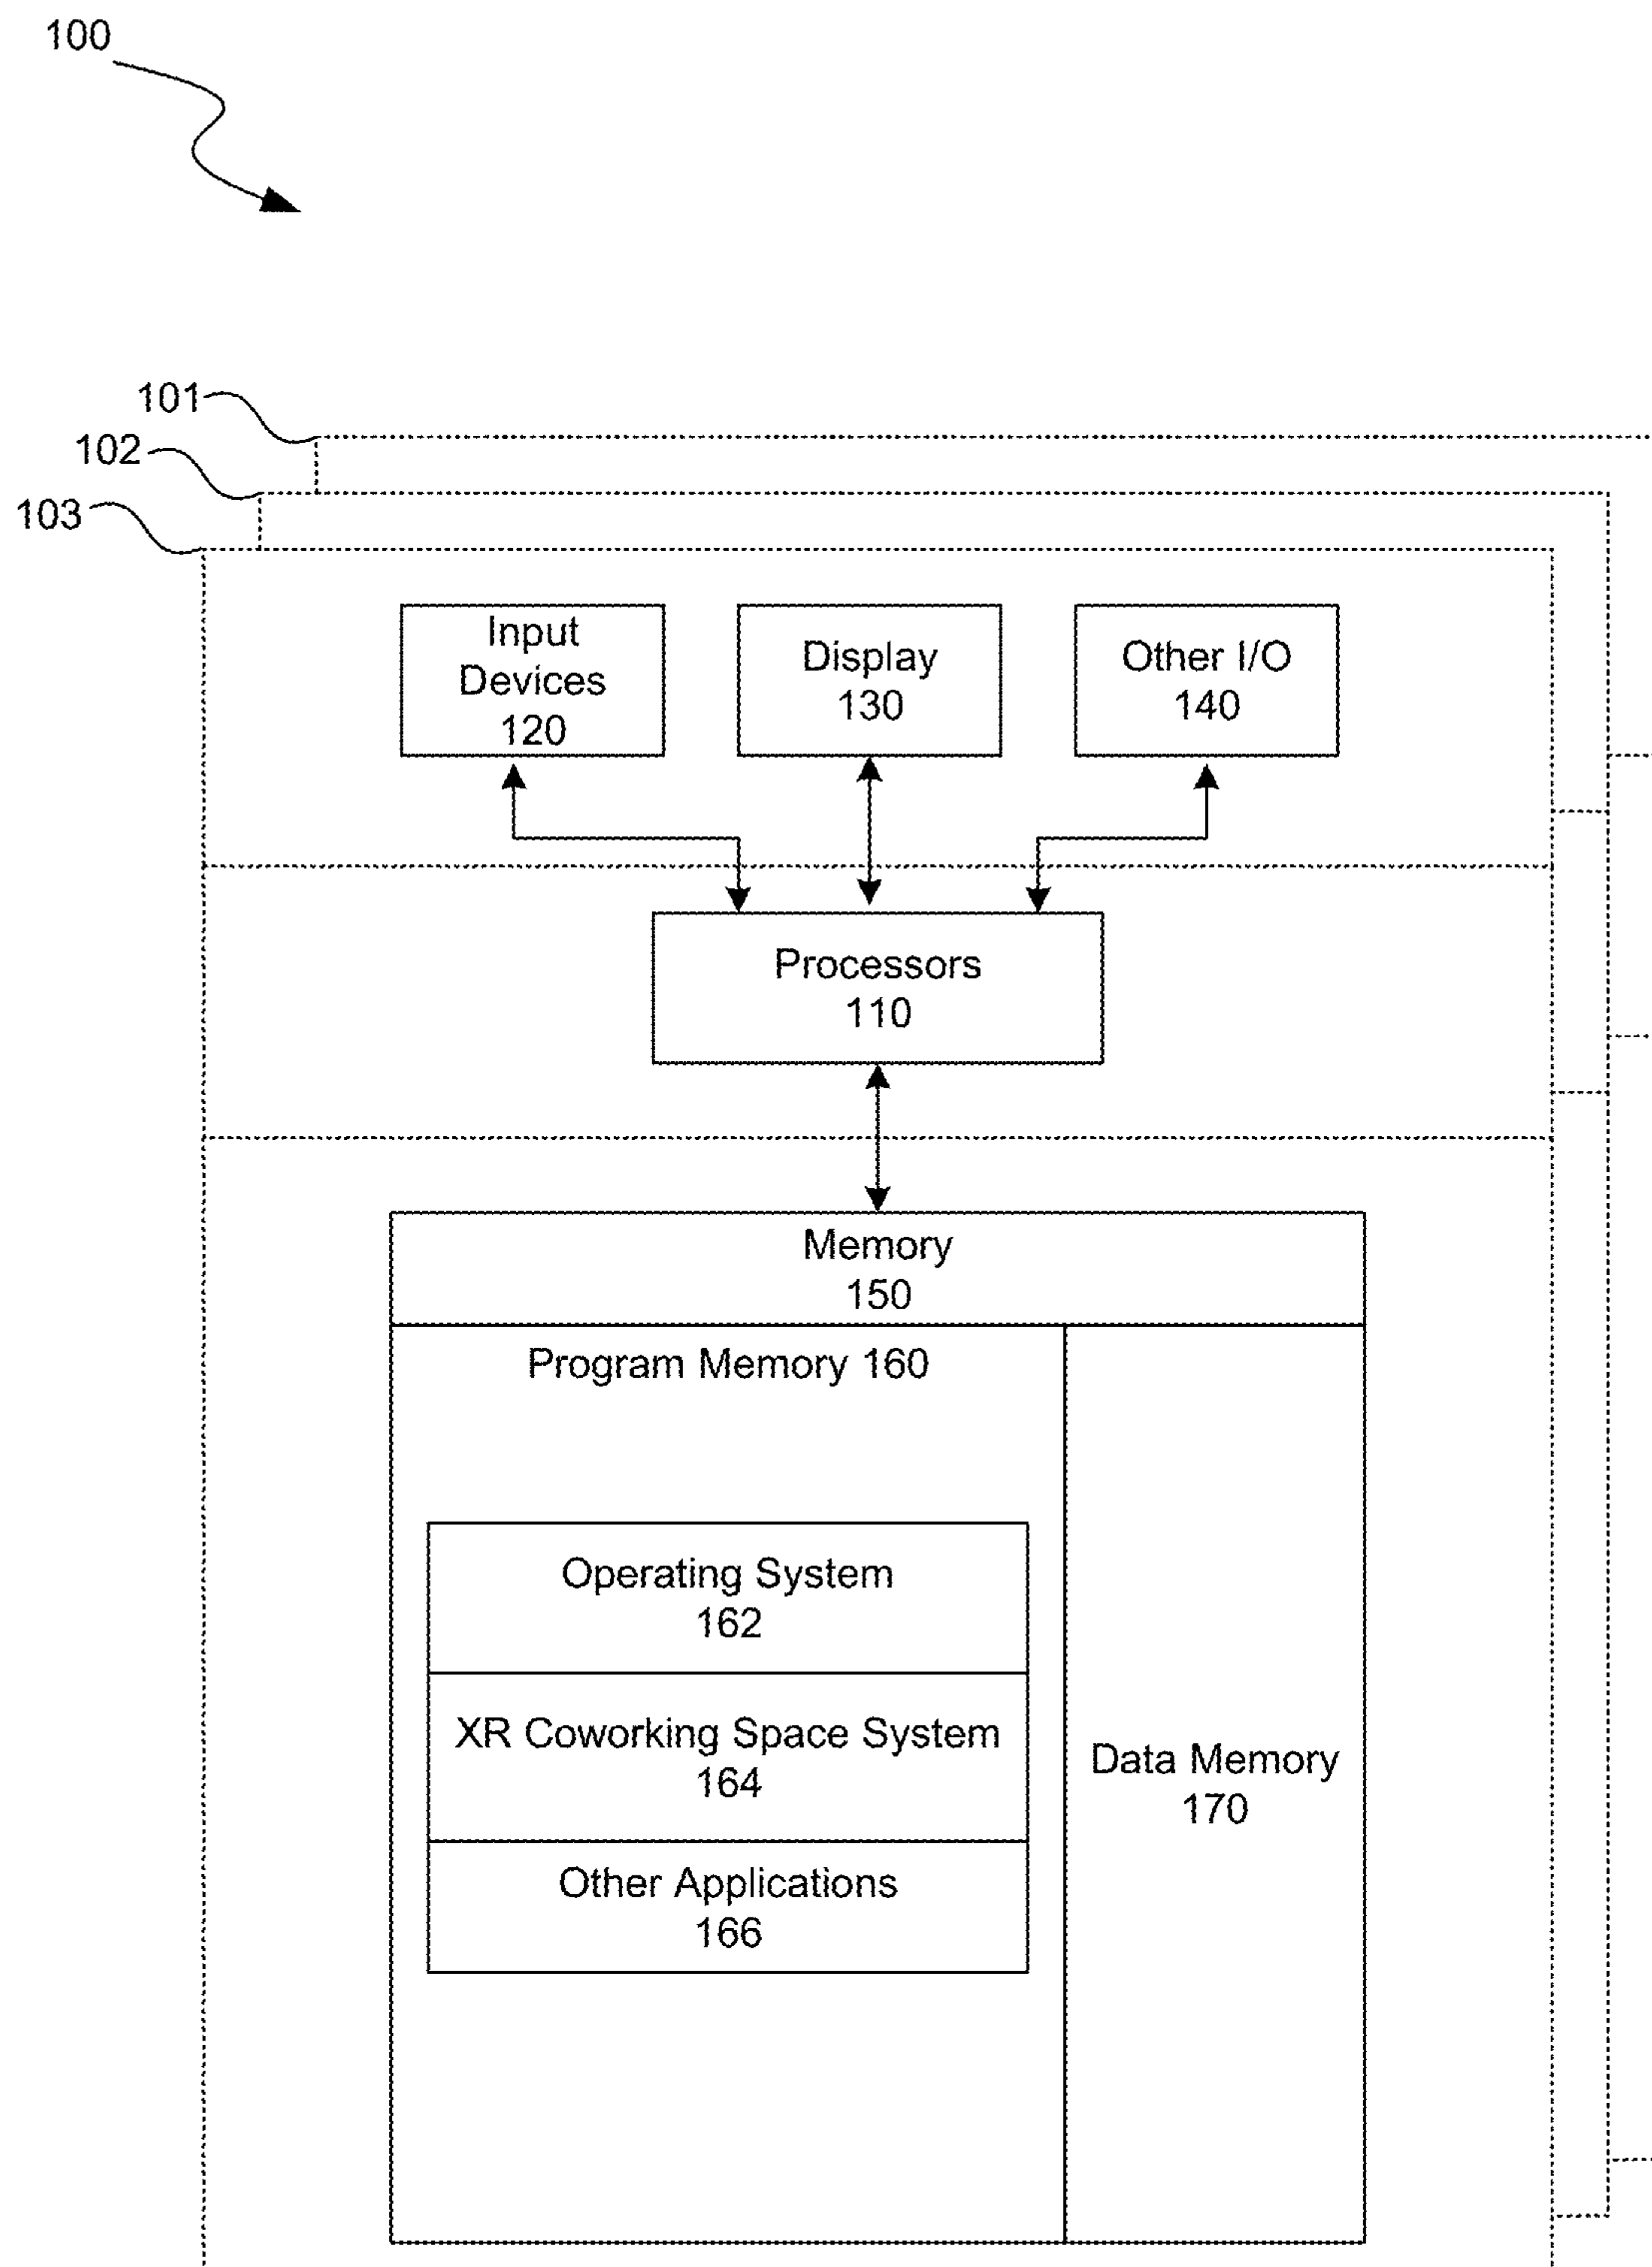 100
101
102
103
Input
Devices
120
Display
130
Other I/O
140
Processors
110
Memory
150
Program Memory 160
Operating System
162
XR Coworking Space System
164
Other Applications
166
Data Memory
170